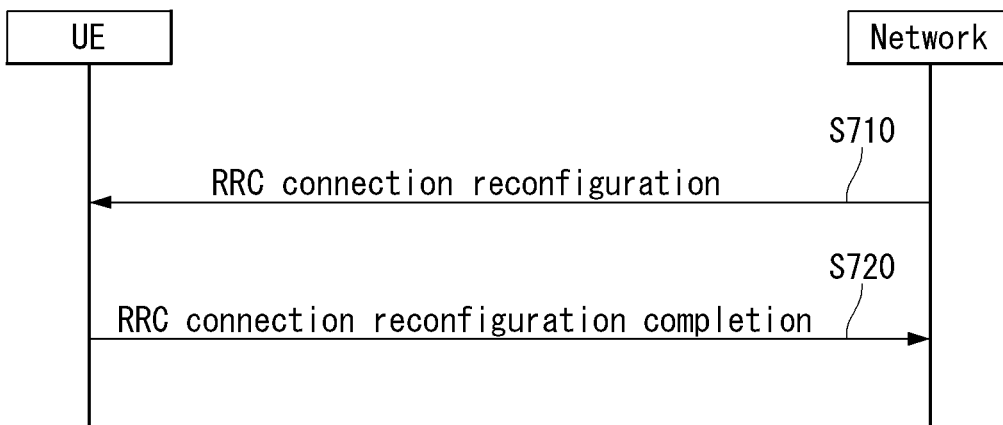 UE
Network
S710
RRC connection reconfiguration
S720
RRC connection reconfiguration completion